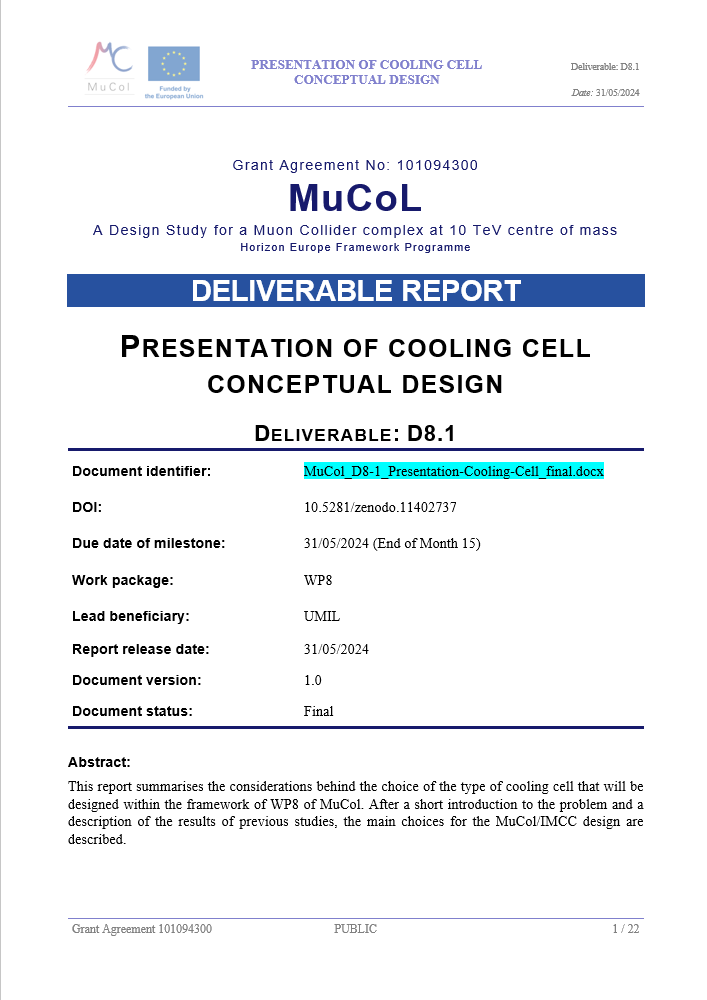 MuCol
Funded by
the European Union
PRESENTATION OF COOLING CELL
CONCEPTUAL DESIGN
Deliverable: D8.1
Date: 31/05/2024
Grant Agreement No: 101094300
MuCoL
A Design Study for a Muon Collider complex at 10 TeV centre of mass
Horizon Europe Framework Programme
DELIVERABLE REPORT
PRESENTATION OF COOLING CELL
CONCEPTUAL DESIGN
DELIVERABLE: D8.1
Document identifier: MuCol_D8-1_Presentation-Cooling-Cell_final.docx
DOI: 10.5281/zenodo.11402737
Due date of milestone: 31/05/2024 (End of Month 15)
Work package: WP8
Lead beneficiary: UMIL
Report release date: 31/05/2024
Document version: 1.0
Document status: Final
Abstract:
This report summarises the considerations behind the choice of the type of cooling cell that will be
designed within the framework of WP8 of MuCol. After a short introduction to the problem and a
description of the results of previous studies, the main choices for the MuCol/IMCC design are
described.
Grant Agreement 101094300 PUBLIC 1 / 22